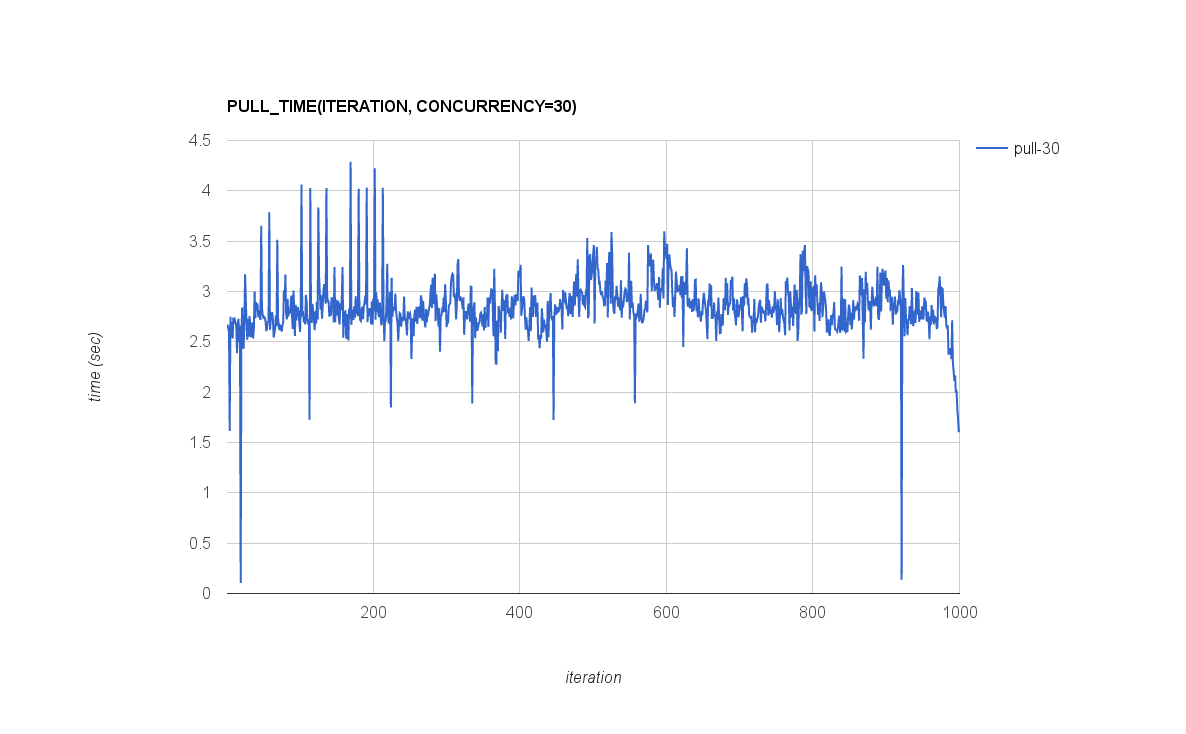 PULL_TIME(ITERATION, CONCURRENCY=30)
4.5
pull-30
4
3.5
3
2.5
time (sec)
2
1.5
1
0.5
0
200 400 600 800 1000
iteration